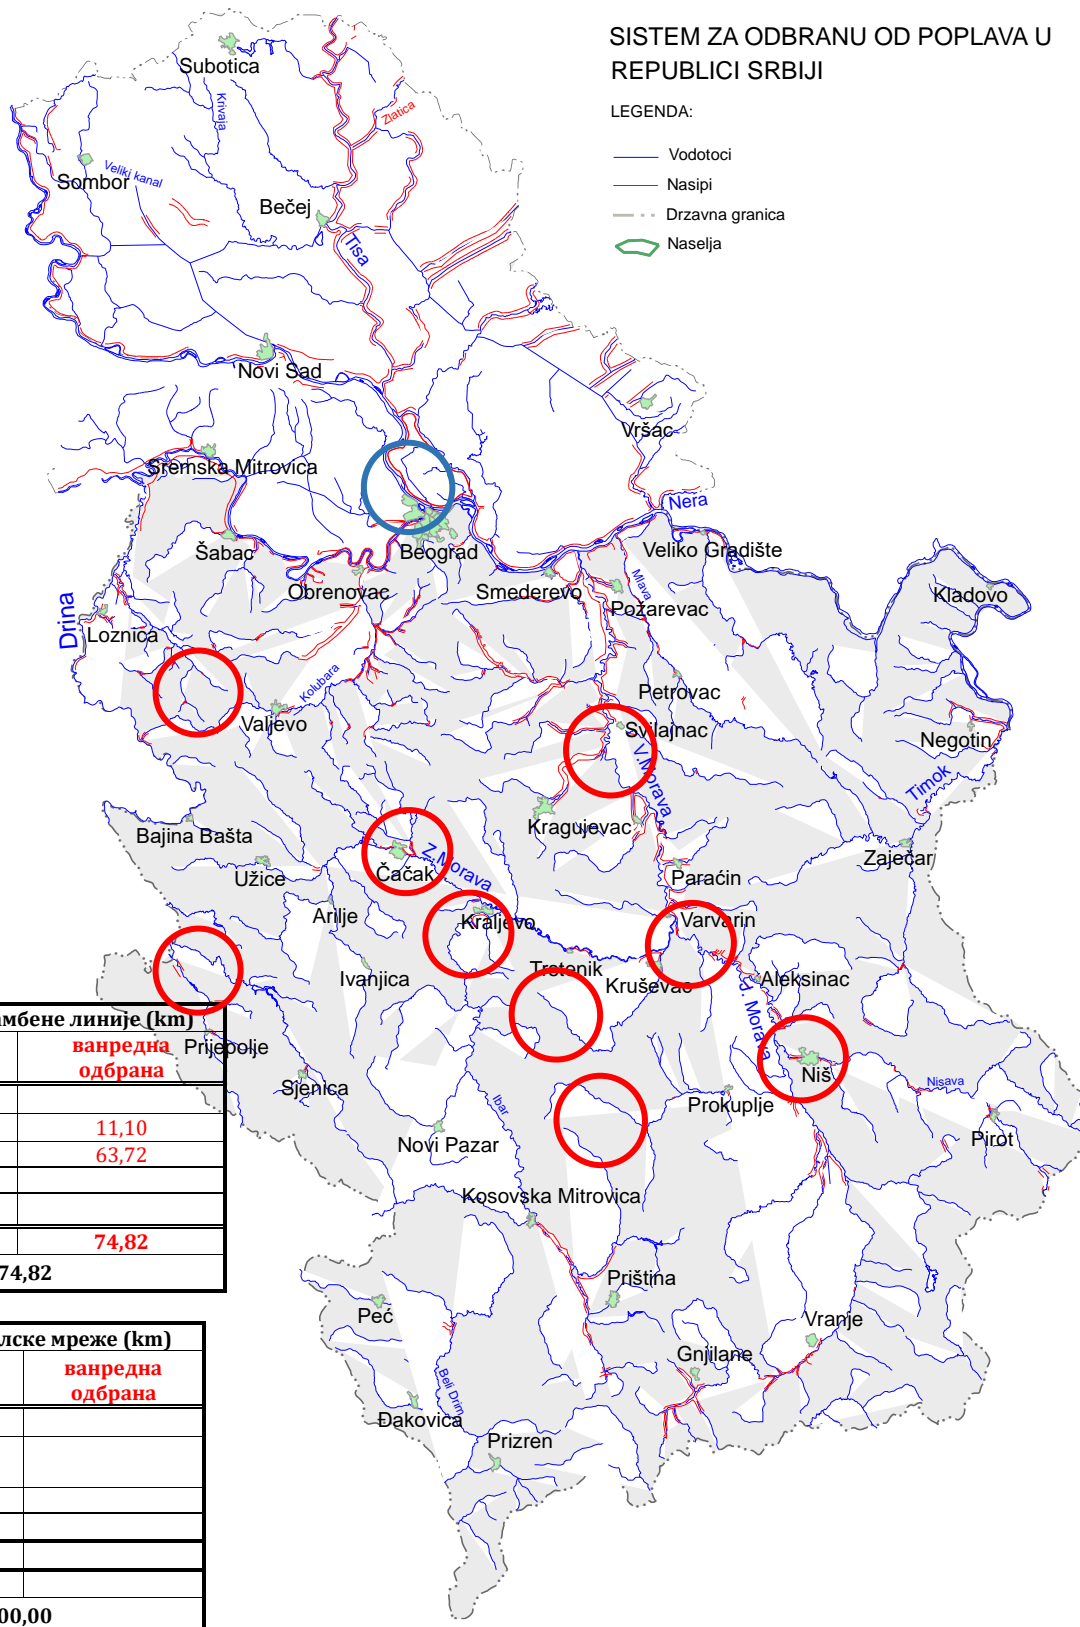 SISTEM ZA ODBRANU OD POPLAVA U
REPUBLICI SRBIJI
LEGENDA:
Vodotoci
Nasipi
Drzavna granica
Naselja
Subotica
Krivaja
Zlatica
Sombor
Veliki kanal
Bečej
Tisa
Novi Sad
Vršac
Sremska Mitrovica
Nera
Šabac
Beograd
Veliko Gradište
Obrenovac
Smederevo
Mlava
Požarevac
Kladovo
Drina
Loznica
Kolubara
Petrovac
Valjevo
Svilajnac
Negotin
V.Morava
Timok
Bajina Bašta
Kragujevac
Zaječar
Užice
Čačak
Z.Morava
Paraćin
Arilje
Kraljevo
Varvarin
Ivanjica
Trstenik
Kruševac
Aleksinac
J. Morava
Prijepolje
Sjenica
Niš
Nisava
Ibar
Prokuplje
Pirot
Novi Pazar
Kosovska Mitrovica
Priština
Peć
Vranje
Gnjilane
Beli Drim
Đakovica
Prizren
амбене линије (km)
ванредна
одбрана
11,10
63,72
74,82
74,82
лске мреже (km)
ванредна
одбрана
00,00